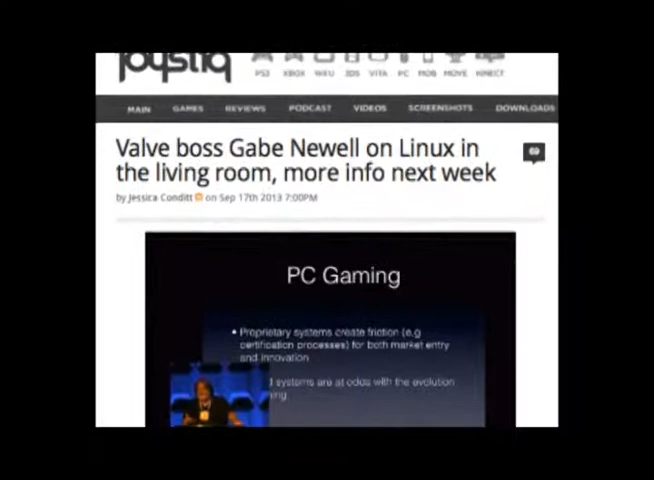 joystiq
PS3 XBOX WIIU 3DS VITA PC MOB MOVE KINECT
MAIN GAMES REVIEWS PODCAST VIDEOS SCREENSHOTS DOWNLOADS
Valve boss Gabe Newell on Linux in
the living room, more info next week
by Jessica Conditt on Sep 17th 2013 7:00PM
PC Gaming
• Proprietary systems create friction (e.g
certification processes) for both market entry
and innovation
systems are at odds with the evolution